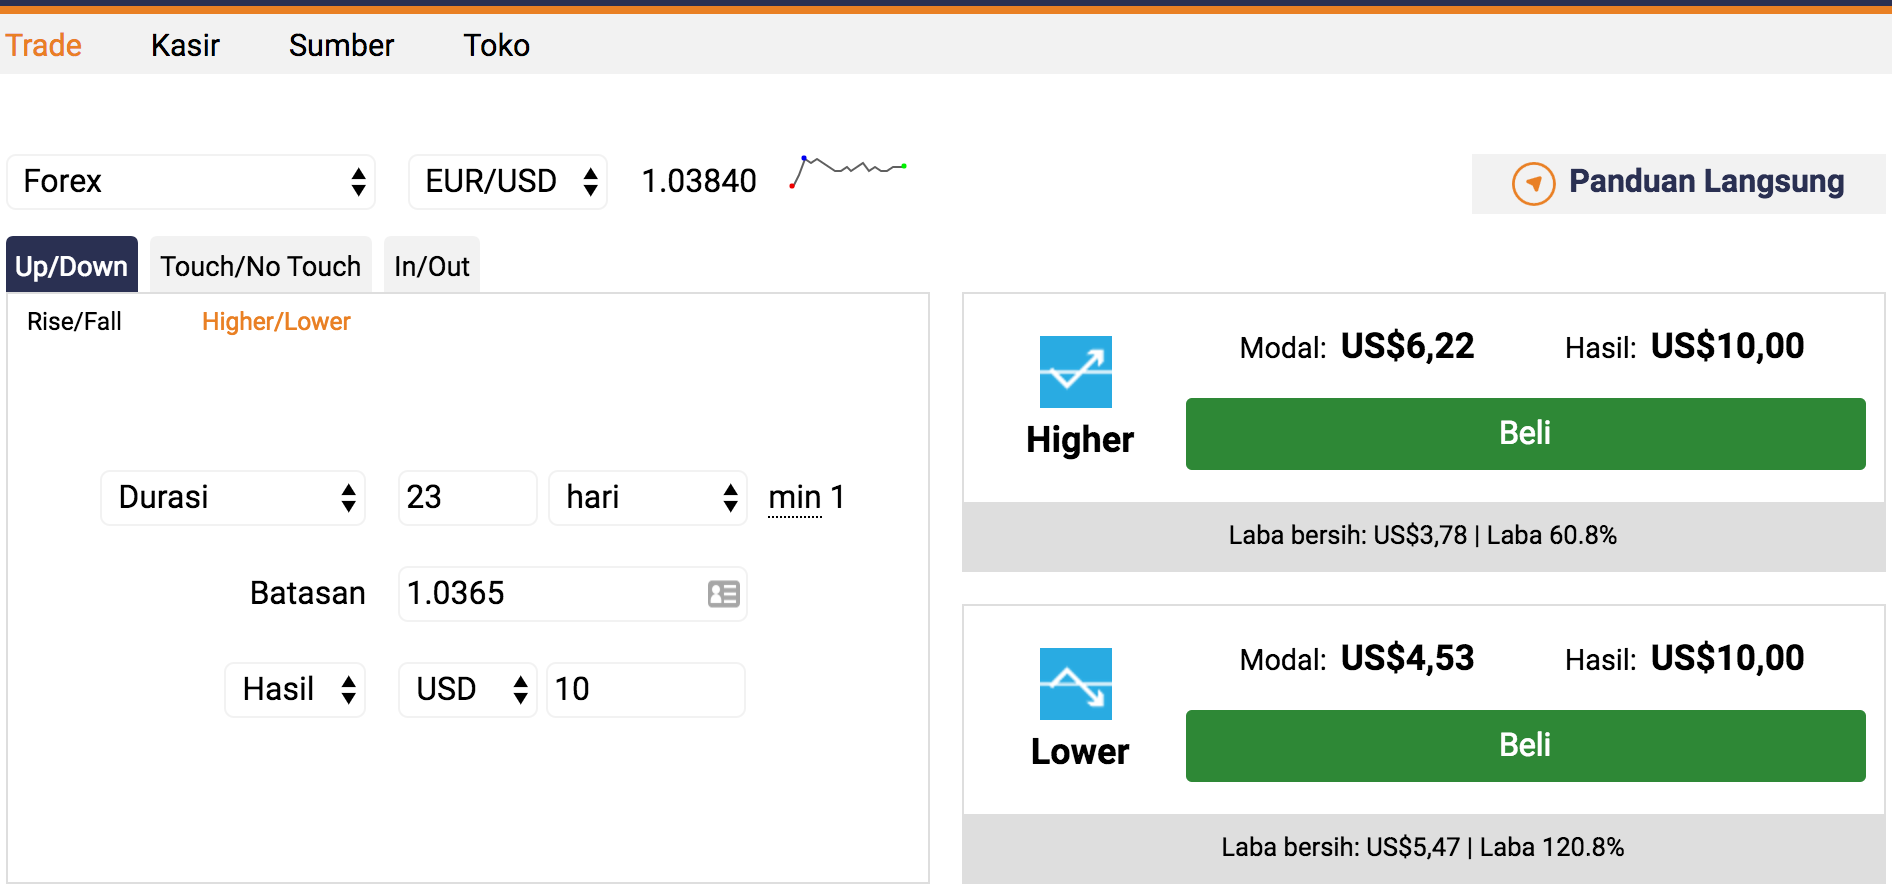 Trade Kasir Sumber Toko
Forex EUR/USD 1.03840 Panduan Langsung
Up/Down Touch/No Touch In/Out
Rise/Fall Higher/Lower
Durasi 23 hari min 1
Batasan 1.0365
Hasil USD 10
Modal: US$6,22 Hasil: US$10,00
Higher
Beli
Laba bersih: US$3,78 | Laba 60.8%
Modal: US$4,53 Hasil: US$10,00
Lower
Beli
Laba bersih: US$5,47 | Laba 120.8%